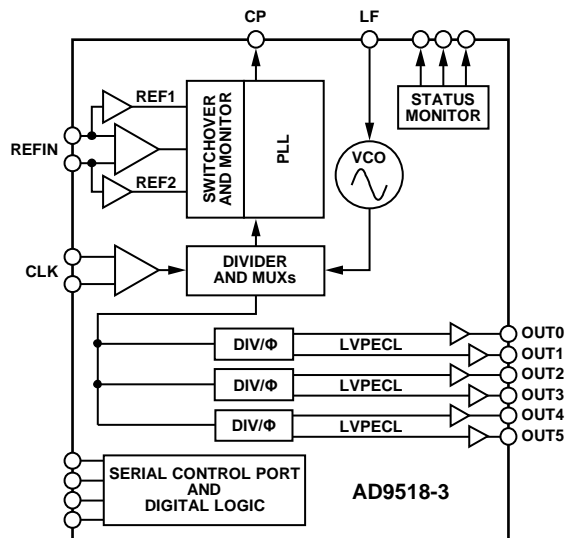 CP
LF
REF1
REFIN
REF2
SWITCHOVER
AND MONITOR
PLL
VCO
STATUS
MONITOR
CLK
DIVIDER
AND MUXs
DIV/Φ
LVPECL
OUT0
OUT1
DIV/Φ
LVPECL
OUT2
OUT3
DIV/Φ
LVPECL
OUT4
OUT5
SERIAL CONTROL PORT
AND
DIGITAL LOGIC
AD9518-3